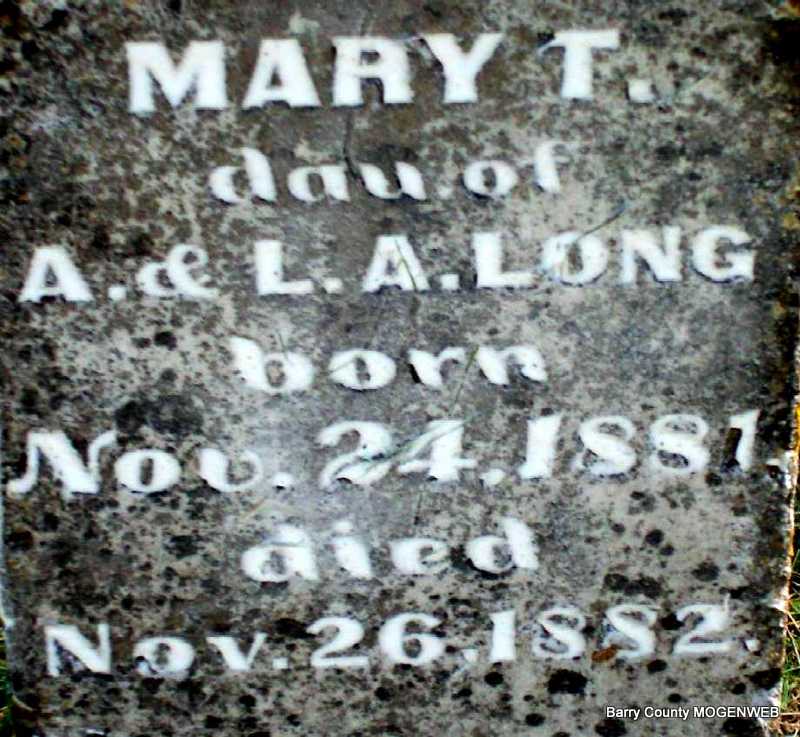 MARY T.
dau. of
A. & L. A. LONG
born
Nov. 24, 1881.
died
Nov. 26, 1882.
Barry County MOGENWEB